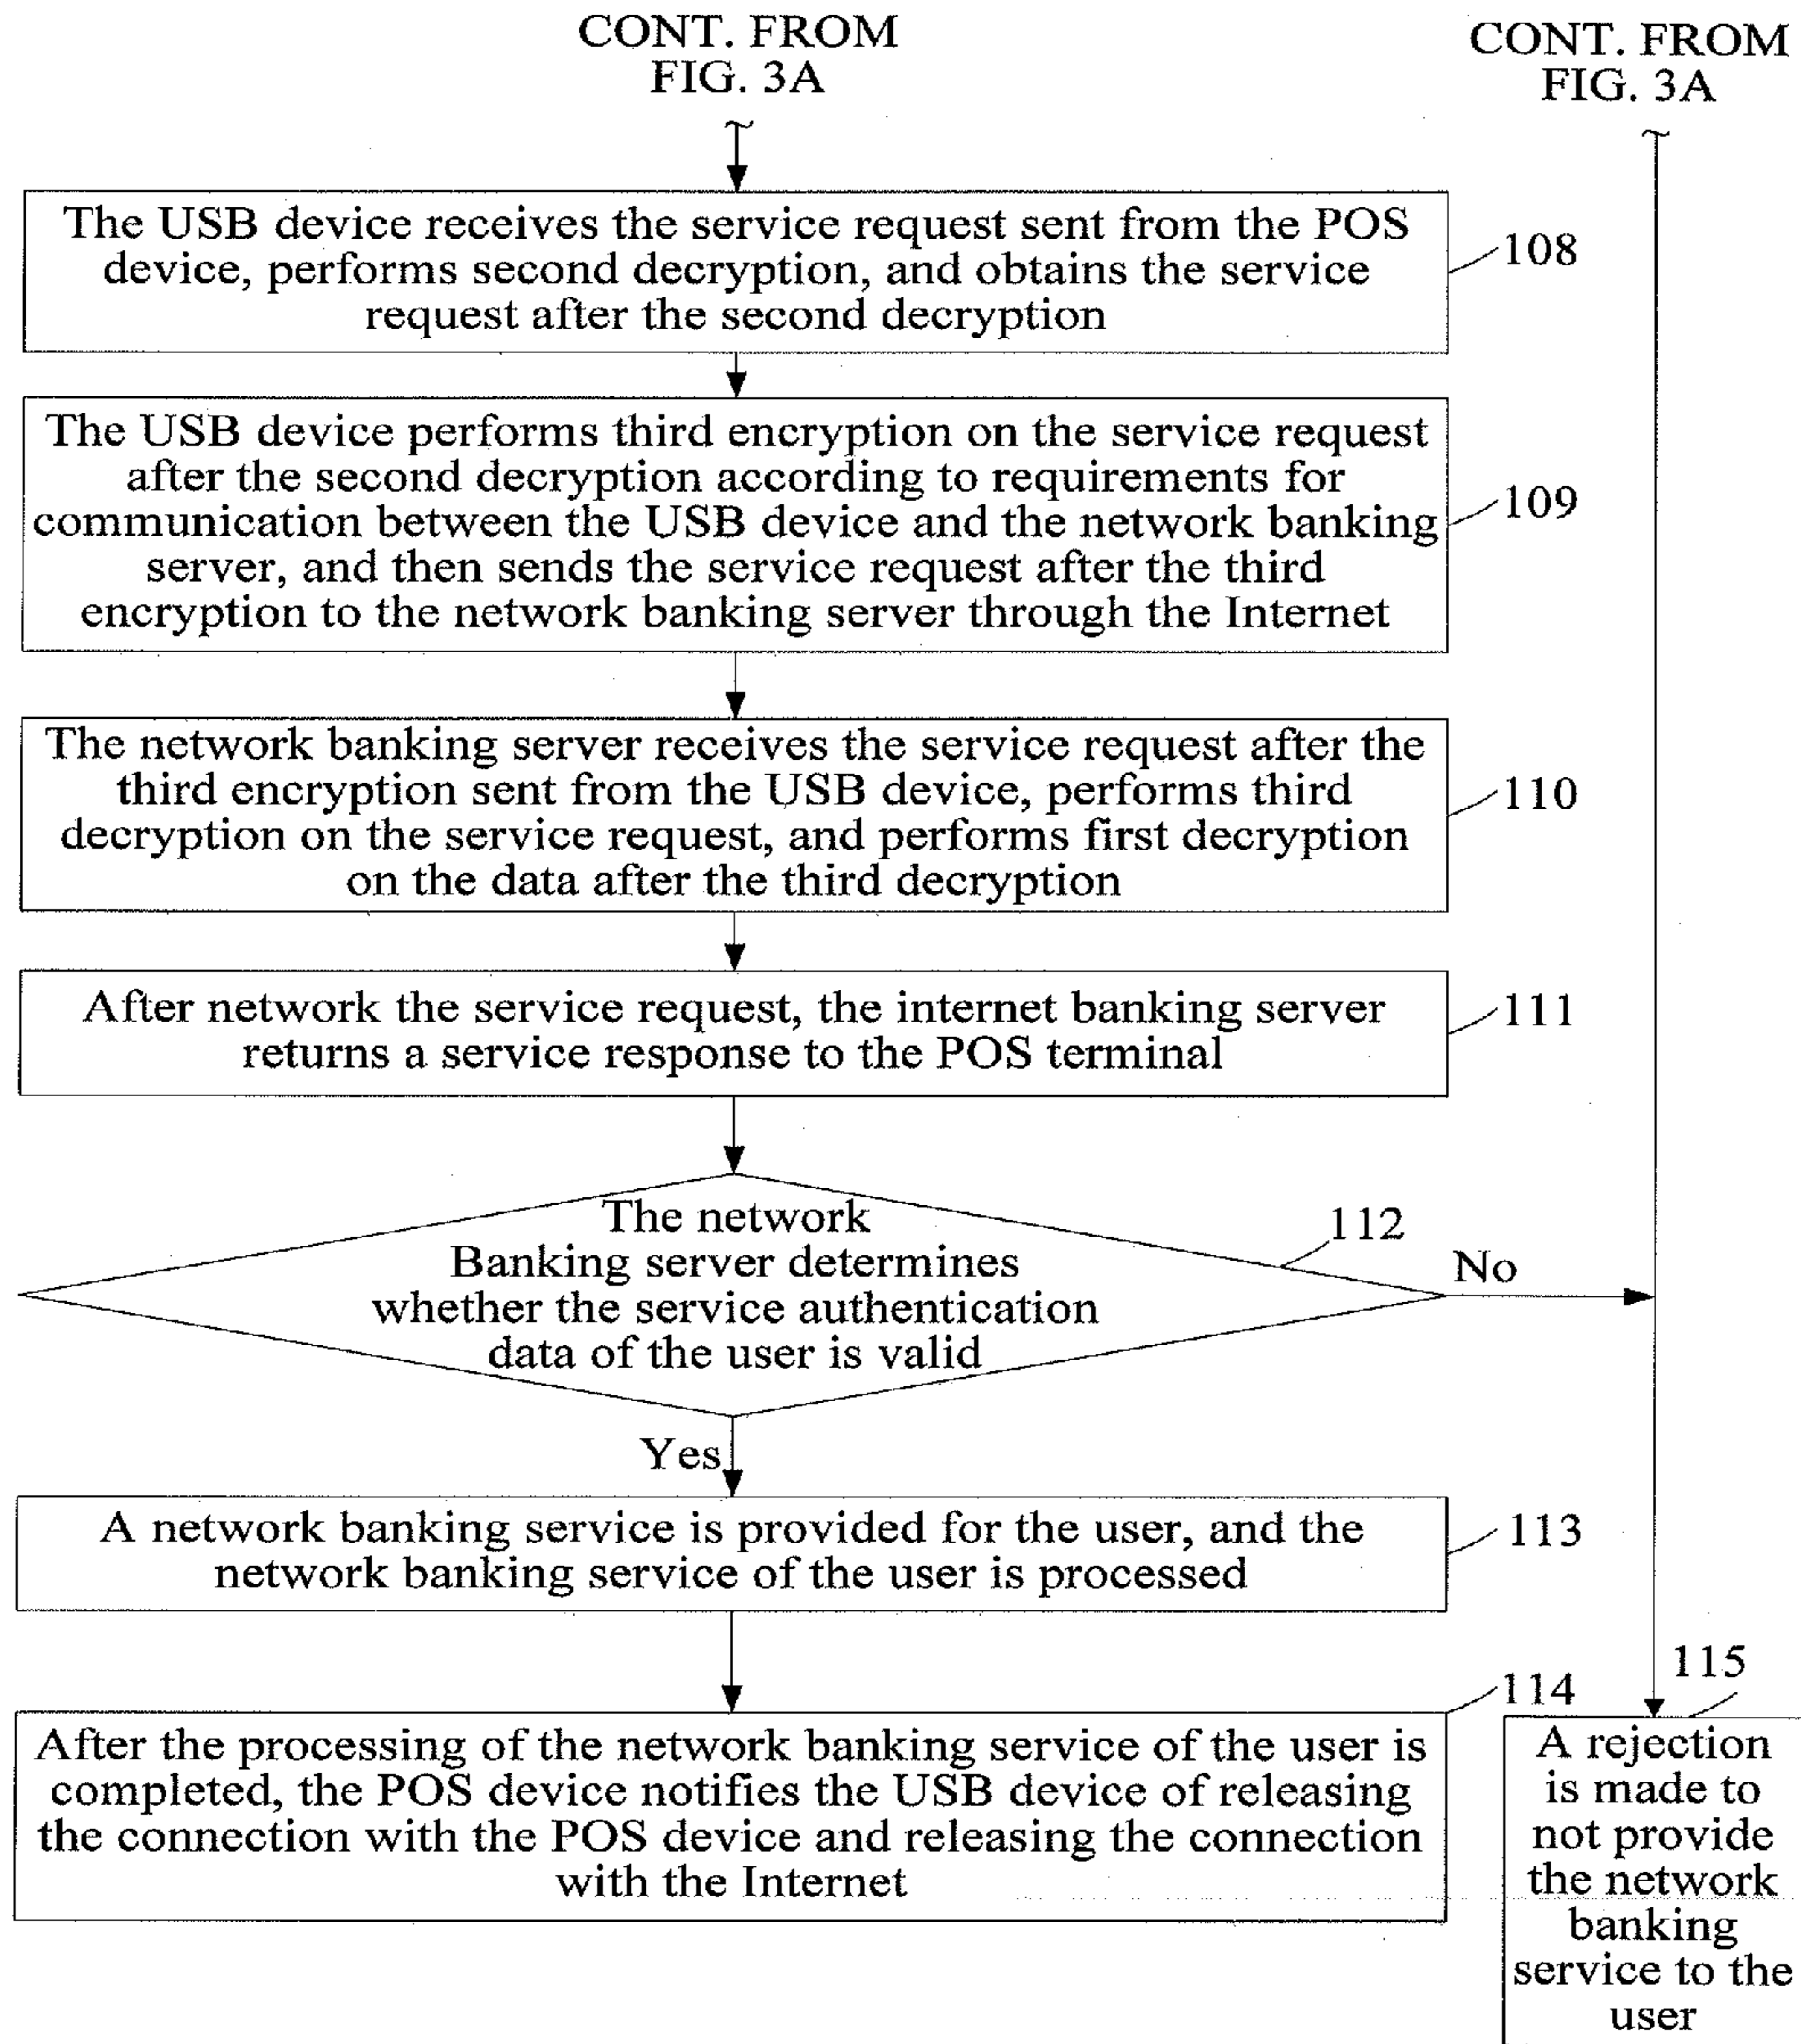 CONT. FROM
FIG. 3A
CONT. FROM
FIG. 3A
The USB device receives the service request sent from the POS
device, performs second decryption, and obtains the service
request after the second decryption
108
The USB device performs third encryption on the service request
after the second decryption according to requirements for
communication between the USB device and the network banking
server, and then sends the service request after the third
encryption to the network banking server through the Internet
109
The network banking server receives the service request after the
third encryption sent from the USB device, performs third
decryption on the service request, and performs first decryption
on the data after the third decryption
110
After network the service request, the internet banking server
returns a service response to the POS terminal
111
The network
Banking server determines
whether the service authentication
data of the user is valid
112
No
Yes
A network banking service is provided for the user, and the
network banking service of the user is processed
113
After the processing of the network banking service of the user is
completed, the POS device notifies the USB device of releasing
the connection with the POS device and releasing the connection
with the Internet
114
115
A rejection
is made to
not provide
the network
banking
service to the
user